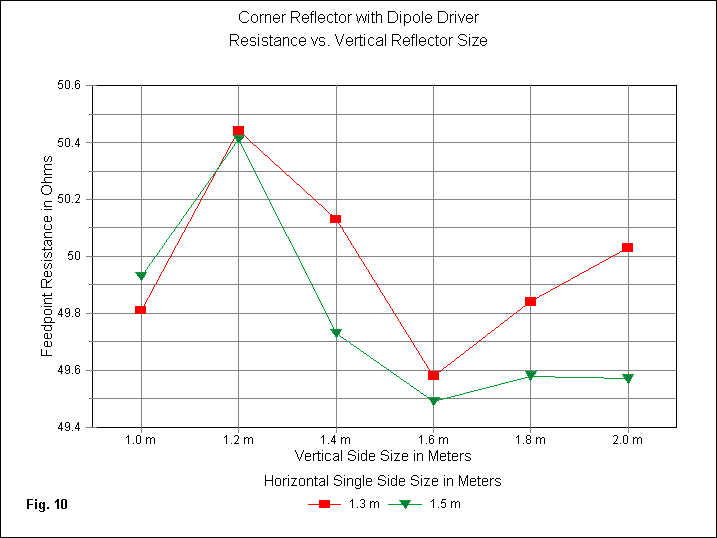 Corner Reflector with Dipole Driver
Resistance vs. Vertical Reflector Size
50.6
50.4
50.2
50
49.8
49.6
49.4
Feedpoint Resistance in Ohms
1.0 m
1.2 m
1.4 m
1.6 m
1.8 m
2.0 m
Vertical Side Size in Meters
Horizontal Single Side Size in Meters
Fig. 10
1.3 m
1.5 m